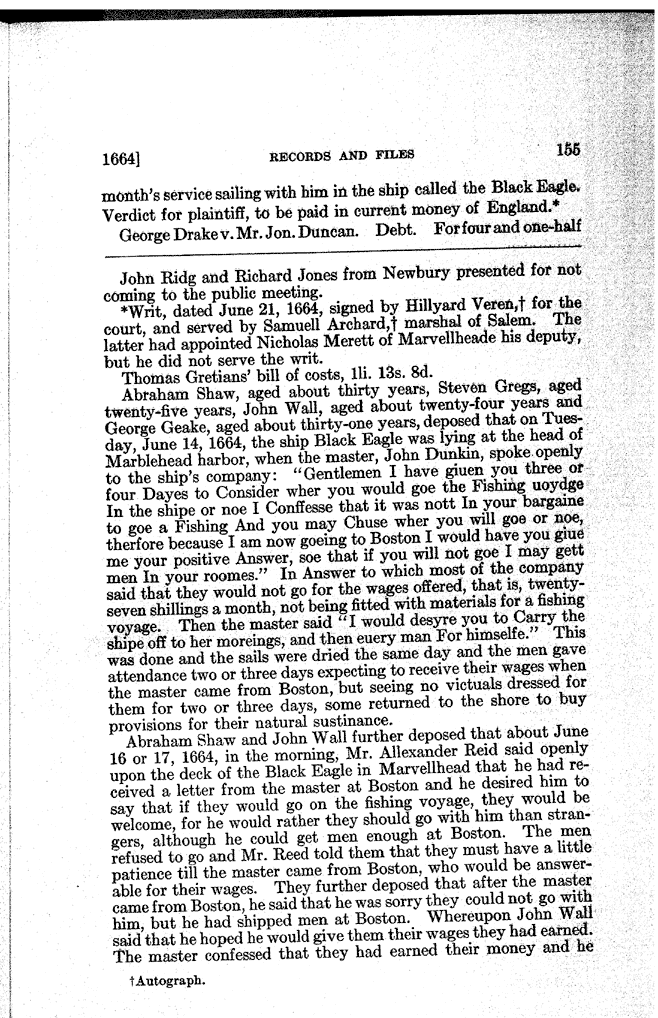 1664] RECORDS AND FILES 155
month's service sailing with him in the ship called the Black Eagle.
Verdict for plaintiff, to be paid in current money of England.*
George Drake v. Mr. Jon. Duncan. Debt. For four and one-half
John Ridg and Richard Jones from Newbury presented for not
coming to the public meeting.
*Writ, dated June 21, 1664, signed by Hillyard Veren,† for the
court, and served by Samuell Archard,† marshal of Salem. The
latter had appointed Nicholas Merett of Marvellheade his deputy,
but he did not serve the writ.
Thomas Gretians' bill of costs, 1li. 13s. 8d.
Abraham Shaw, aged about thirty years, Steven Gregs, aged
twenty-five years, John Wall, aged about twenty-four years and
George Geake, aged about thirty-one years, deposed that on Tues-
day, June 14, 1664, the ship Black Eagle was lying at the head of
Marblehead harbor, when the master, John Dunkin, spoke openly
to the ship's company: "Gentlemen I have giuen you three or
four Dayes to Consider wher you would goe the Fishing uoydge
In the shipe or noe I Conffesse that it was nott In your bargaine
to goe a Fishing And you may Chuse wher you will goe or noe,
therfore because I am now goeing to Boston I would have you giue
me your positive Answer, soe that if you will not goe I may gett
men In your roomes." In Answer to which most of the company
said that they would not go for the wages offered, that is, twenty-
seven shillings a month, not being fitted with materials for a fishing
voyage. Then the master said "I would desyre you to Carry the
shipe off to her moreings, and then euery man For himselfe." This
was done and the sails were dried the same day and the men gave
attendance two or three days expecting to receive their wages when
the master came from Boston, but seeing no victuals dressed for
them for two or three days, some returned to the shore to buy
provisions for their natural sustinance.
Abraham Shaw and John Wall further deposed that about June
16 or 17, 1664, in the morning, Mr. Allexander Reid said openly
upon the deck of the Black Eagle in Marvellhead that he had re-
ceived a letter from the master at Boston and he desired him to
say that if they would go on the fishing voyage, they would be
welcome, for he would rather they should go with him than stran-
gers, although he could get men enough at Boston. The men
refused to go and Mr. Reed told them that they must have a little
patience till the master came from Boston, who would be answer-
able for their wages. They further deposed that after the master
came from Boston, he said that he was sorry they could not go with
him, but he had shipped men at Boston. Whereupon John Wall
said that he hoped he would give them their wages they had earned.
The master confessed that they had earned their money and he
†Autograph.